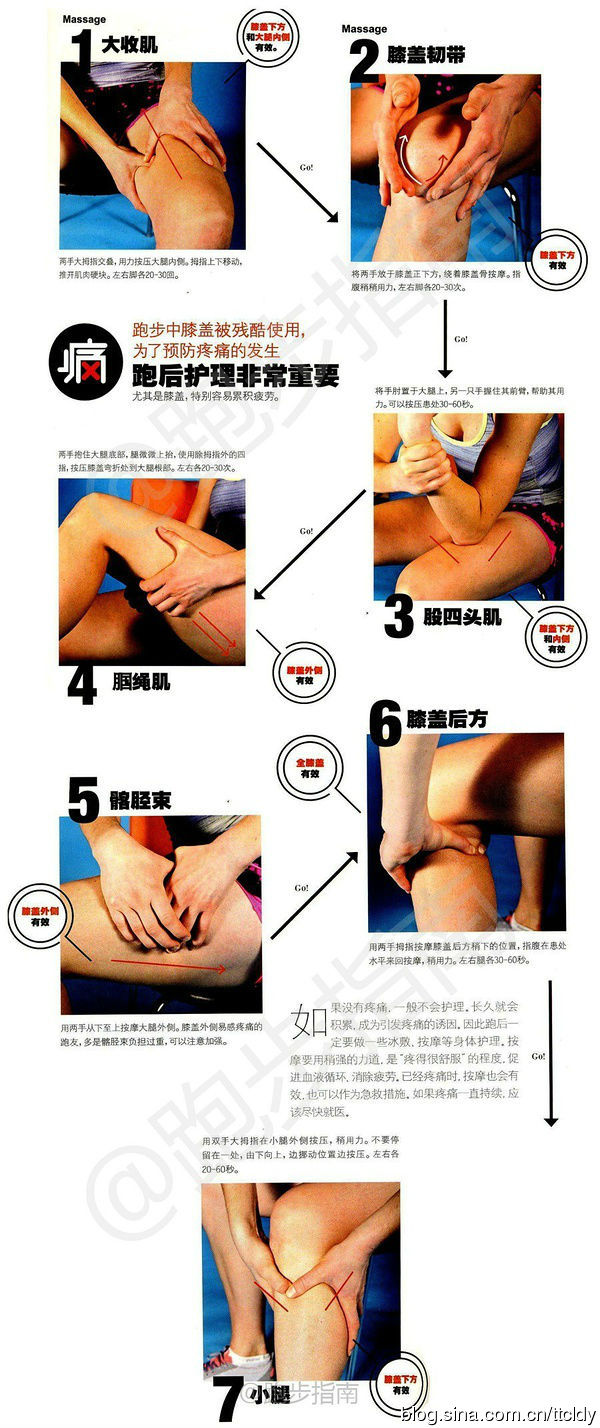 Massage
1 大收肌
膝盖下方
和大腿内侧
有效。
两手大拇指交叠,用力按压大腿内侧。拇指上下移动,
推开肌肉硬块。左右脚各20-30回。
Go!
Massage
2 膝盖韧带
膝盖下方
有效
将两手放于膝盖正下方,绕着膝盖骨按摩。指
腹稍稍用力,左右脚各20-30次。
Go!
痛
跑步中膝盖被残酷使用,
为了预防疼痛的发生
跑后护理非常重要
尤其是膝盖,特别容易累积疲劳。
将手肘置于大腿上,另一只手握住其前臂,帮助其用
力。可以按压患处30-60秒。
3 股四头肌
膝盖下方
和内侧
有效
Go!
两手抱住大腿底部,腿微微上抬,使用除拇指外的四
指,按压膝盖弯折处到大腿根部。左右各20-30次。
4 腘绳肌
膝盖外侧
有效
5 髂胫束
膝盖外侧
有效
用两手从下至上按摩大腿外侧。膝盖外侧易感疼痛的
跑友,多是髂胫束负担过重,可以注意加强。
Go!
6 膝盖后方
全膝盖
有效
用两手拇指按摩膝盖后方稍下的位置,指腹在患处
水平来回按摩,稍用力。左右腿各30-60秒。
Go!
如果没有疼痛,一般不会护理。长久就会
积累,成为引发疼痛的诱因。因此跑后一
定要做一些冰敷,按摩等身体护理。按
摩要用稍强的力道,是“疼得很舒服”的程度,促
进血液循环,消除疲劳。已经疼痛时,按摩也会有
效,也可以作为急救措施。如果疼痛一直持续,应
该尽快就医。
用双手大拇指在小腿外侧按压,稍用力。不要停
留在一处,由下向上,边挪动位置边按压。左右各
20-60秒。
7 小腿
膝盖下方
有效
@跑步指南
@跑步指南
@跑步指南
blog.sina.com.cn/ttcldy